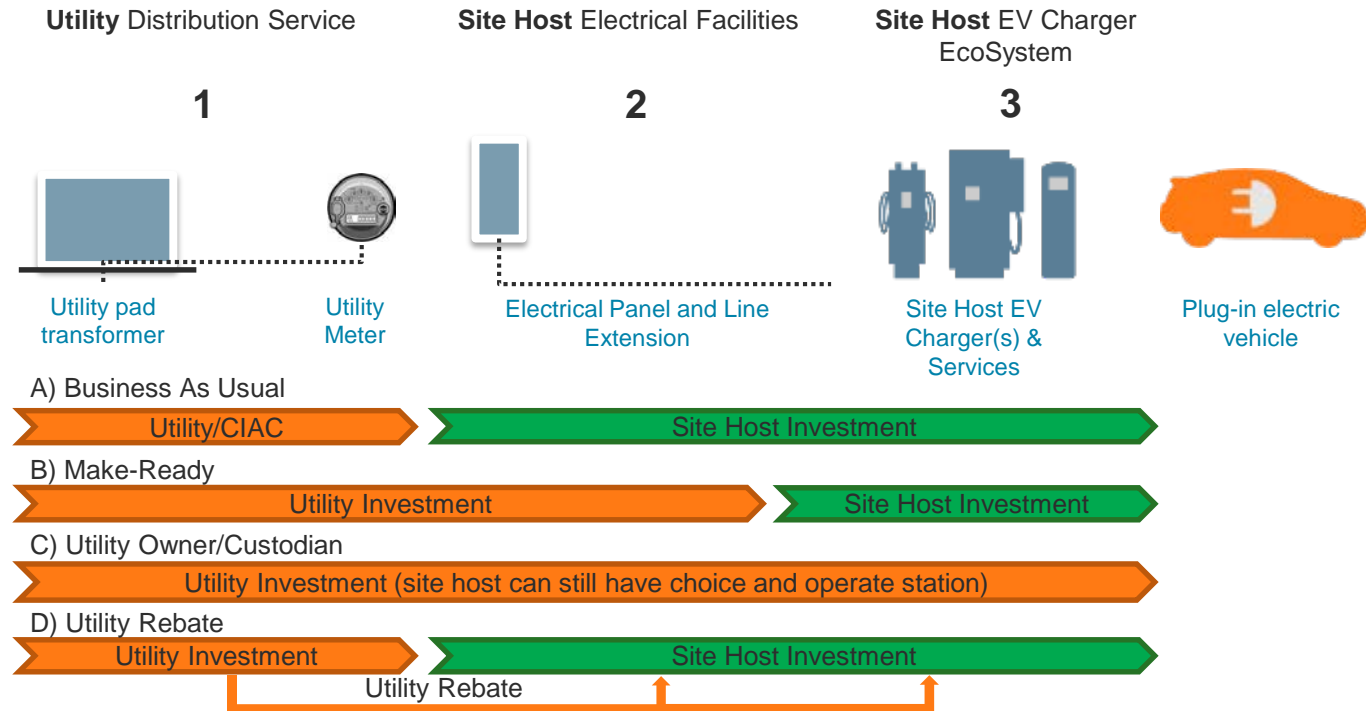 Utility Distribution Service
Site Host Electrical Facilities
Site Host EV Charger
EcoSystem
1
2
3
Utility pad
transformer
Utility
Meter
Electrical Panel and Line
Extension
Site Host EV
Charger(s) &
Services
Plug-in electric
vehicle
A) Business As Usual
Utility/CIAC
Site Host Investment
B) Make-Ready
Utility Investment
Site Host Investment
C) Utility Owner/Custodian
Utility Investment (site host can still have choice and operate station)
D) Utility Rebate
Utility Investment
Site Host Investment
Utility Rebate